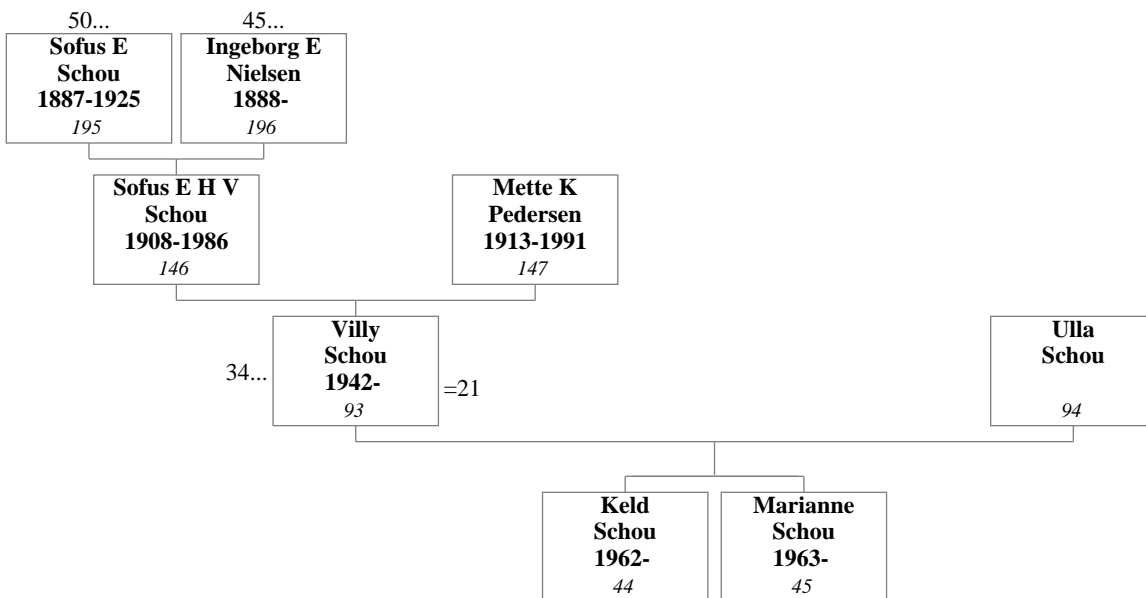 50...
45...
Sofus E
Schou
1887-1925
195
Ingeborg E
Nielsen
1888-
196
Sofus E H V
Schou
1908-1986
146
Mette K
Pedersen
1913-1991
147
34...
Villy
Schou
1942-
93
=21
Ulla
Schou
94
Keld
Schou
1962-
44
Marianne
Schou
1963-
45